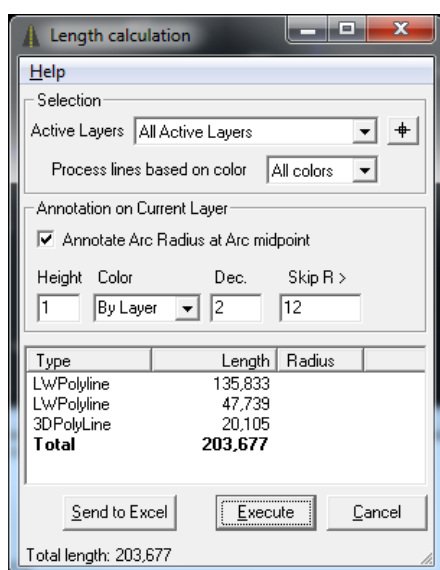 Length calculation
Help
Selection
Active Layers All Active Layers
Process lines based on color All colors
Annotation on Current Layer
Annotate Arc Radius at Arc midpoint
Height Color Dec. Skip R >
1 By Layer 2 12
Type Length Radius
LWPolyline 135,833
LWPolyline 47,739
3DPolyLine 20,105
Total 203,677
Send to Excel Execute Cancel
Total length: 203,677